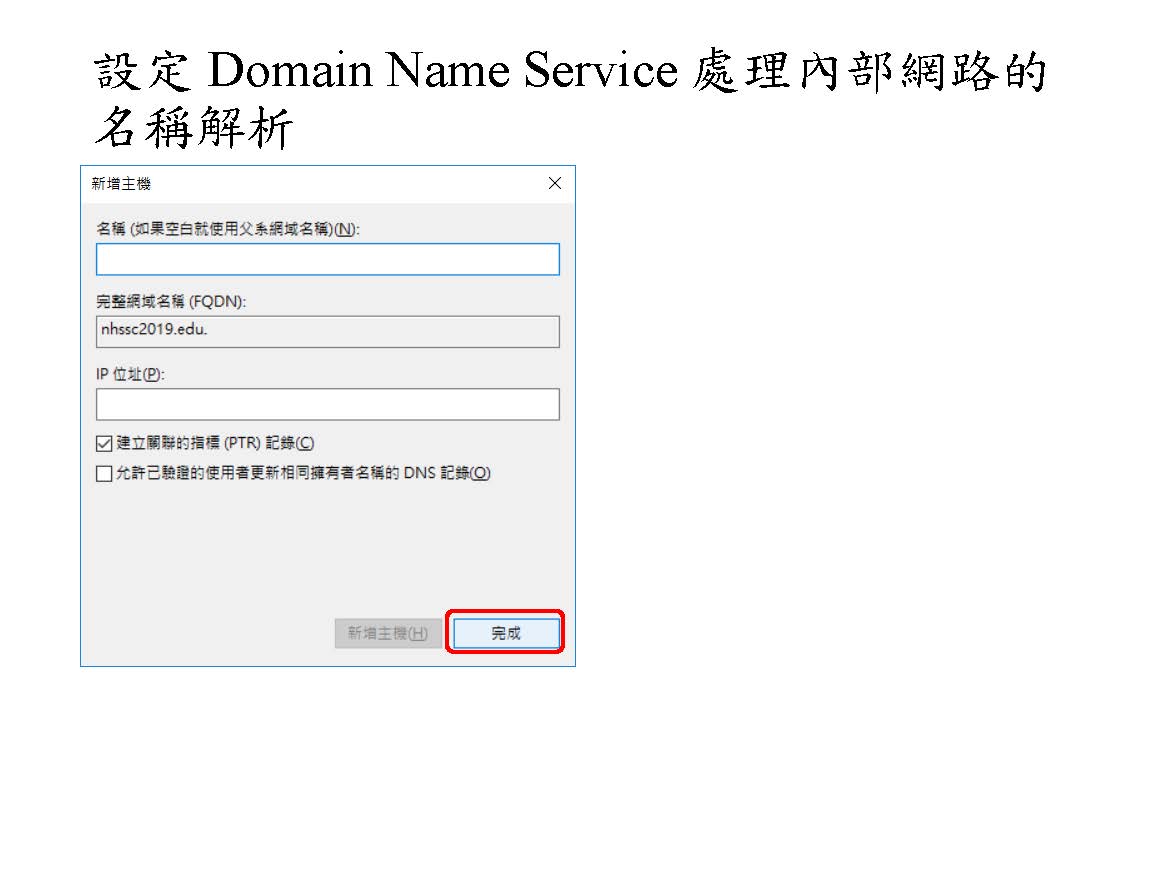 設定 Domain Name Service 處理內部網路的
名稱解析
新增主機
名稱 (如果空白就使用父系網域名稱)(N):
完整網域名稱 (FQDN):
nhssc2019.edu.
IP 位址(P):
建立關聯的指標 (PTR) 記錄(C)
允許已驗證的使用者更新相同擁有者名稱的 DNS 記錄(O)
新增主機(H) 完成